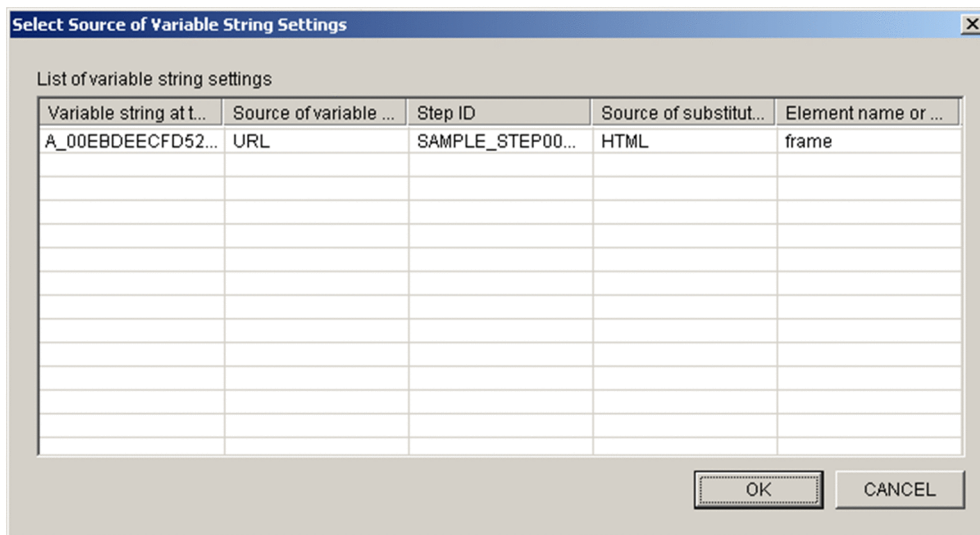 Select Source of Variable String Settings
List of variable string settings
Variable string at t... Source of variable ... Step ID Source of substitut... Element name or ...
A_00EBDEECFD52... URL SAMPLE_STEP00... HTML frame
OK CANCEL